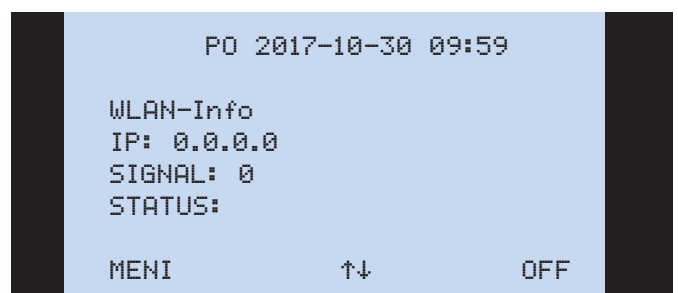 PO 2017-10-30 09:59
WLAN-Info
IP: 0.0.0.0
SIGNAL: 0
STATUS:
MENI ↑↓ OFF